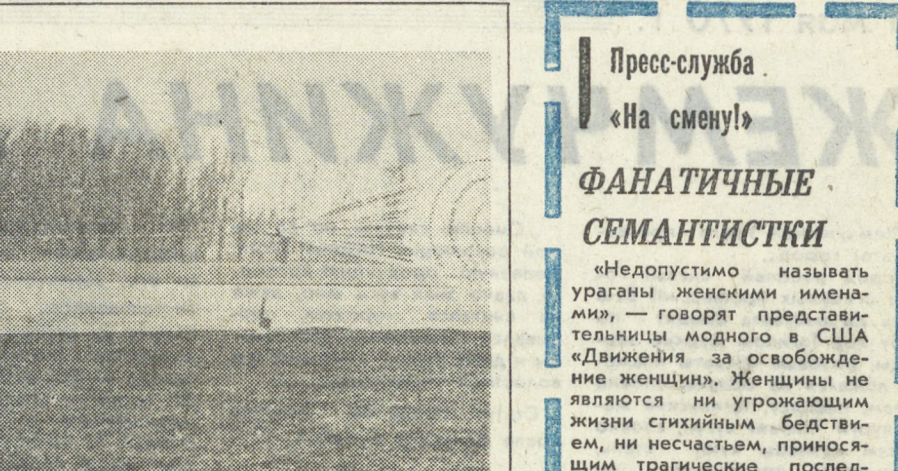 Пресс-служба
«На смену!»
ФАНАТИЧНЫЕ
СЕМАНТИСТКИ
«Недопустимо называть
ураганы женскими имена-
ми», — говорят представи-
тельницы модного в США
«Движения за освобожде-
ние женщин». Женщины не
являются ни угрожающим
жизни стихийным бедстви-
ем, ни несчастьем, принося-
щим трагические послед-